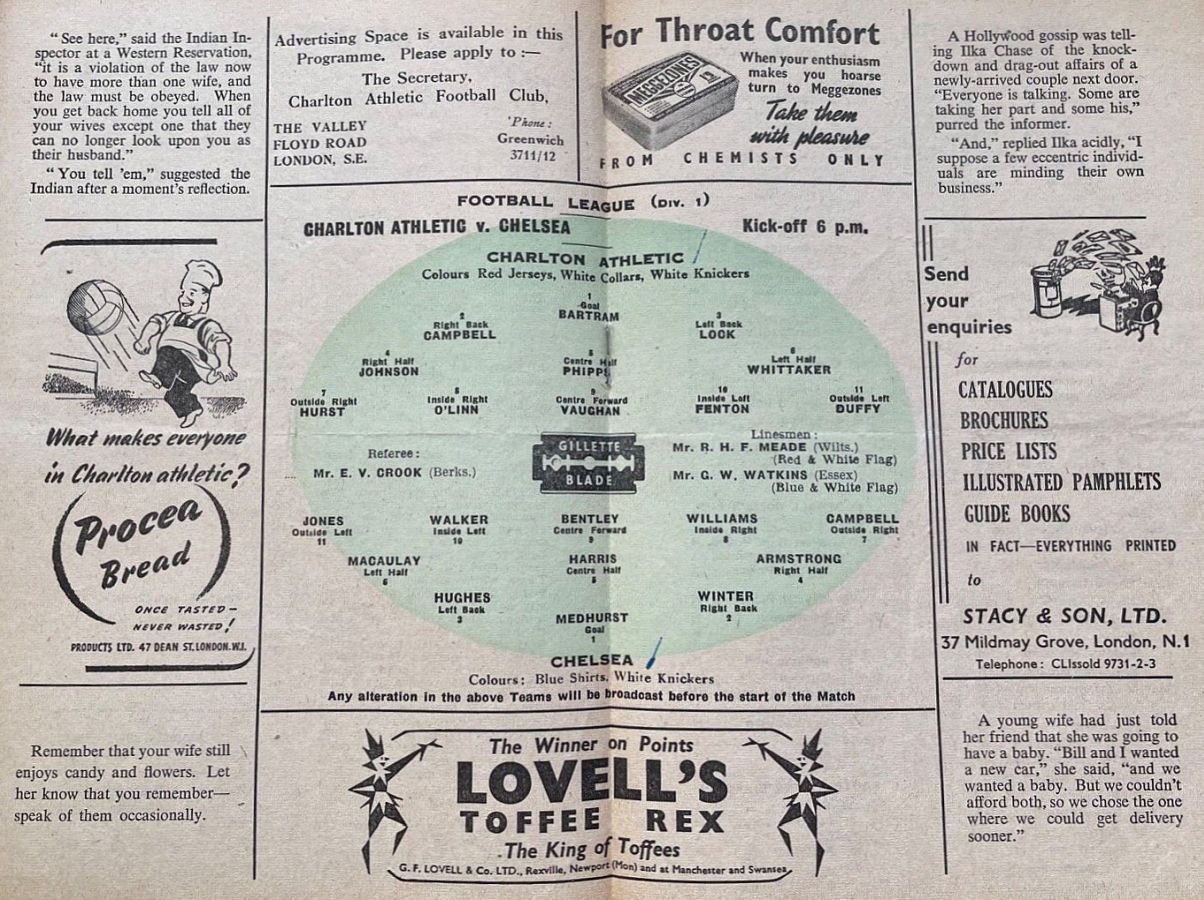 “ See here,” said the Indian In-
spector at a Western Reservation,
“it is a violation of the law now
to have more than one wife, and
the law must be obeyed. When
you get back home you tell all of
your wives except one that they
can no longer look upon you as
their husband.”
“ You tell ’em,” suggested the
Indian after a moment’s reflection.
What makes everyone
in Charlton athletic?
Procea
Bread
ONCE TASTED—
NEVER WASTED!
PRODUCTS LTD. 47 DEAN ST. LONDON. W.I.
Remember that your wife still
enjoys candy and flowers. Let
her know that you remember—
speak of them occasionally.
Advertising Space is available in this
Programme. Please apply to :—
The Secretary,
Charlton Athletic Football Club,
THE VALLEY
FLOYD ROAD
LONDON, S.E.
’Phone :
Greenwich
3711/12
For Throat Comfort
MEGGEZONES
When your enthusiasm
makes you hoarse
turn to Meggezones
Take them
with pleasure
FROM CHEMISTS ONLY
FOOTBALL LEAGUE (DIV. 1)
CHARLTON ATHLETIC v. CHELSEA Kick-off 6 p.m.
CHARLTON ATHLETIC
Colours Red Jerseys, White Collars, White Knickers
1
Goal
BARTRAM
2 3
Right Back Left Back
CAMPBELL LOCK
4 5 6
Right Half Centre Half Left Half
JOHNSON PHIPPS WHITTAKER
7 8 9 10 11
Outside Right Inside Right Centre Forward Inside Left Outside Left
HURST O’LINN VAUGHAN FENTON DUFFY
Referee :
Mr. E. V. CROOK (Berks.)
GILLETTE
BLADE
Linesmen :
Mr. R. H. F. MEADE (Wilts.)
(Red & White Flag)
Mr. G. W. WATKINS (Essex)
(Blue & White Flag)
JONES WALKER BENTLEY WILLIAMS CAMPBELL
Outside Left Inside Left Centre Forward Inside Right Outside Right
11 10 9 8 7
MACAULAY HARRIS ARMSTRONG
Left Half Centre Half Right Half
6 5 4
HUGHES WINTER
Left Back Right Back
3 2
MEDHURST
Goal
1
CHELSEA
Colours: Blue Shirts, White Knickers
Any alteration in the above Teams will be broadcast before the start of the Match
The Winner on Points
LOVELL’S
TOFFEE REX
The King of Toffees
G. F. LOVELL & Co. LTD., Rexville, Newport (Mon) and at Manchester and Swansea
A Hollywood gossip was tell-
ing Ilka Chase of the knock-
down and drag-out affairs of a
newly-arrived couple next door.
“Everyone is talking. Some are
taking her part and some his,”
purred the informer.
“And,” replied Ilka acidly, “I
suppose a few eccentric individ-
uals are minding their own
business.”
Send
your
enquiries
for
CATALOGUES
BROCHURES
PRICE LISTS
ILLUSTRATED PAMPHLETS
GUIDE BOOKS
IN FACT—EVERYTHING PRINTED
to
STACY & SON, LTD.
37 Mildmay Grove, London, N.1
Telephone : CLIssold 9731-2-3
A young wife had just told
her friend that she was going to
have a baby. “Bill and I wanted
a new car,” she said, “and we
wanted a baby. But we couldn’t
afford both, so we chose the one
where we could get delivery
sooner.”